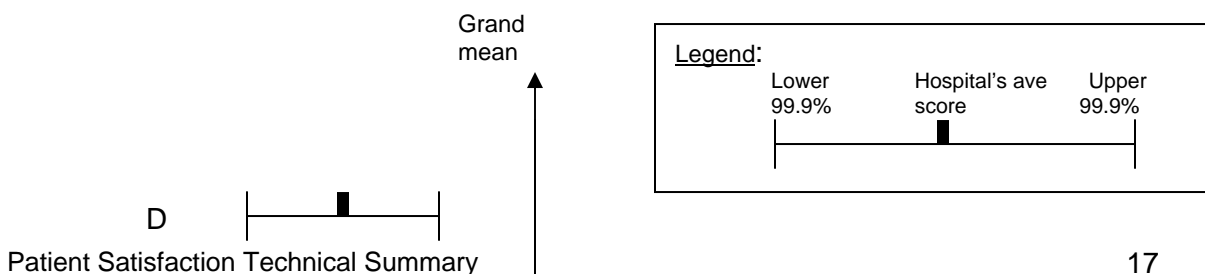 Grand
mean
Legend:
Lower Hospital's ave Upper
99.9% score 99.9%
D
Patient Satisfaction Technical Summary 17